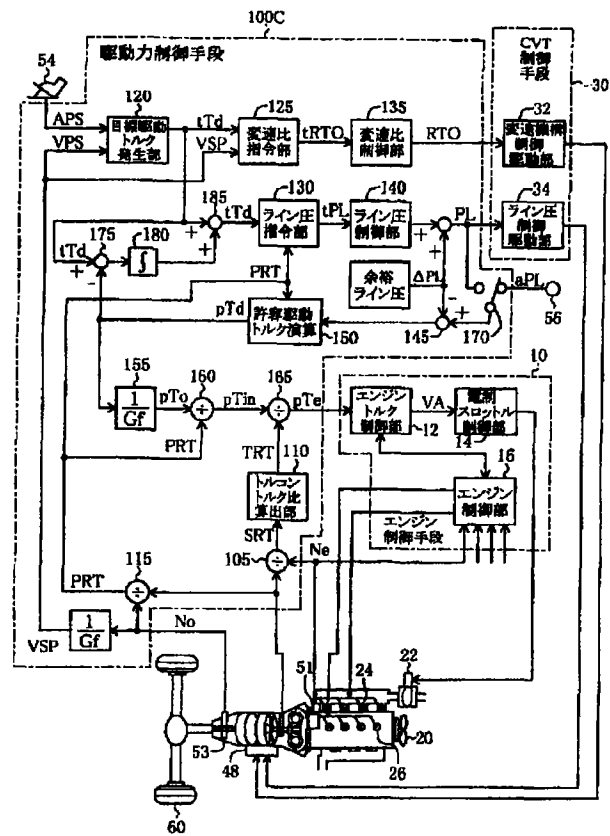 100C
駆動力制御手段
54
APS
VPS
120
目標駆動
トルク
発生部
tTd
VSP
125
変速比
指令部
tRTO
135
変速比
制御部
RTO
CVT
制御
手段
30
32
変速機構
制御
駆動部
34
ライン圧
制御
駆動部
185
tTd
130
ライン圧
指令部
tPL
140
ライン圧
制御部
PL
tTd
175
180
∫
+
+
+
-
PRT
余裕
ライン圧
ΔPL
+
+
-
+
aPL
56
170
145
pTd
許容駆動
トルク演算
150
155
1/Gf
pTo
160
÷
pTin
165
÷
pTe
PRT
TRT
110
トルコン
トルク比
算出部
SRT
105
÷
Ne
10
エンジン
トルク
制御部
12
VA
電制
スロットル
制御部
14
16
エンジン
制御部
エンジン
制御手段
115
÷
PRT
1/Gf
VSP
No
51
24
22
20
26
53
48
60